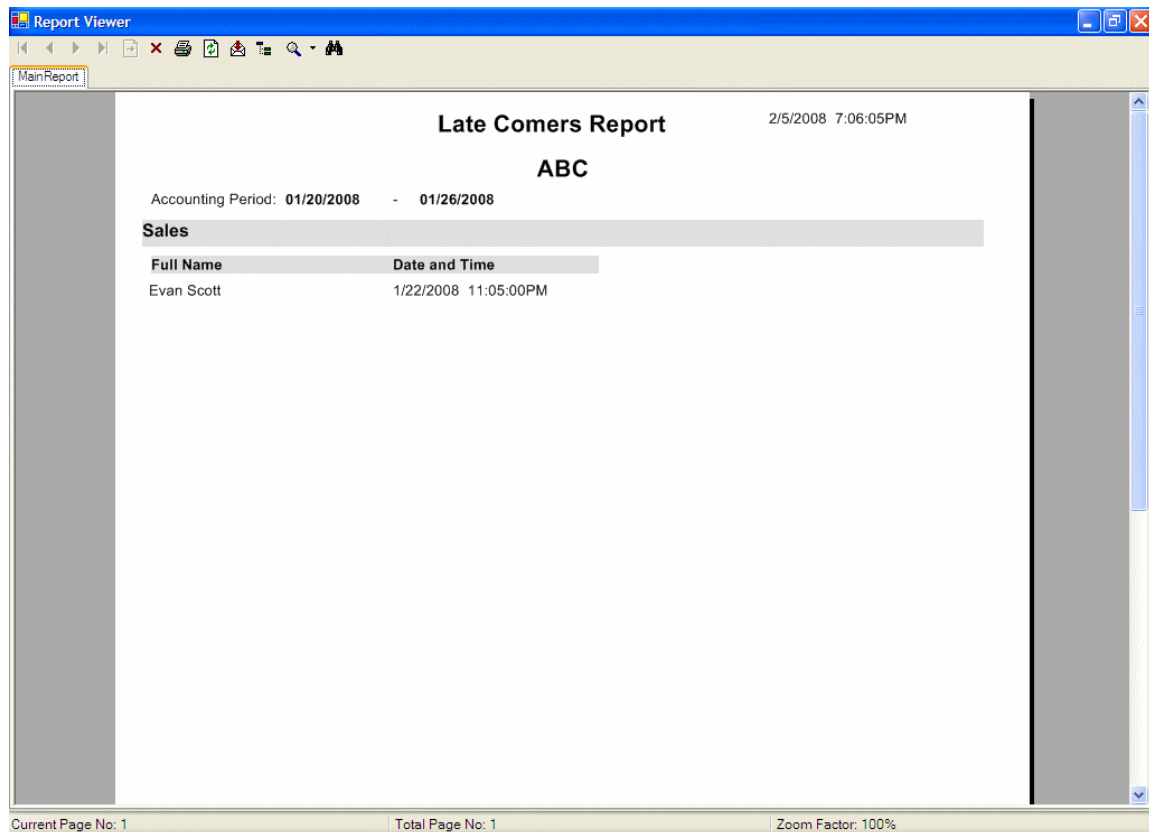 Report Viewer
MainReport
Late Comers Report 2/5/2008 7:06:05PM
ABC
Accounting Period: 01/20/2008 - 01/26/2008
Sales
Full Name Date and Time
Evan Scott 1/22/2008 11:05:00PM
Current Page No: 1 Total Page No: 1 Zoom Factor: 100%